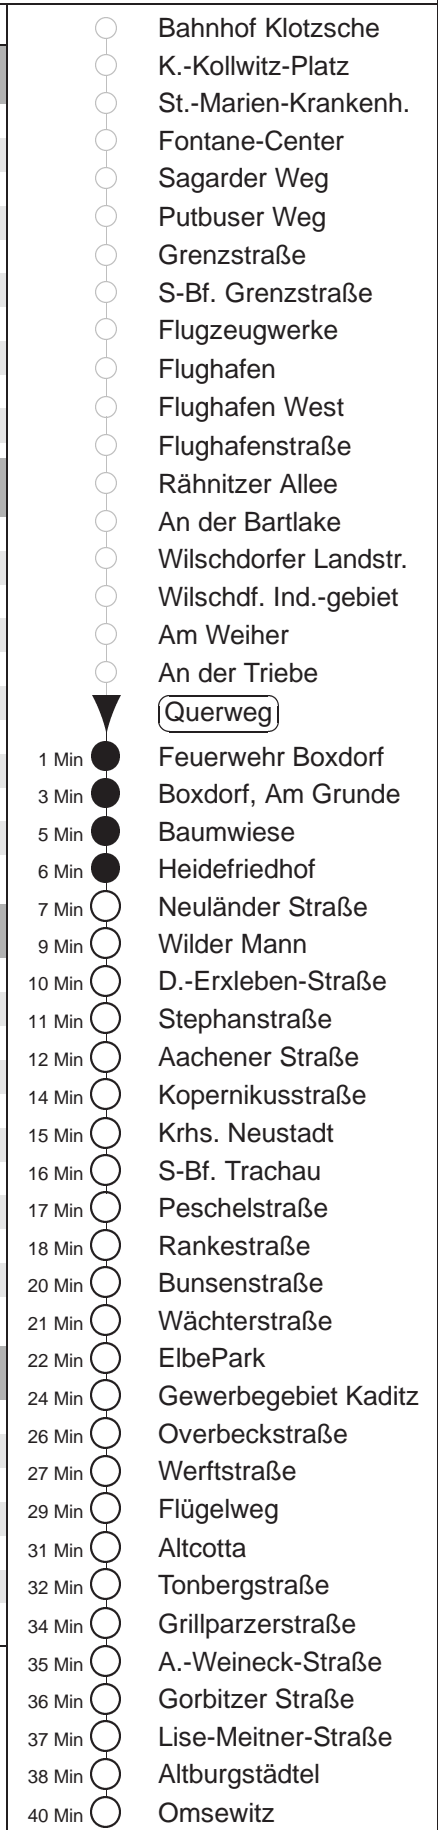 Bahnhof Klotzsche
K.-Kollwitz-Platz
St.-Marien-Krankenh.
Fontane-Center
Sagarder Weg
Putbuser Weg
Grenzstraße
S-Bf. Grenzstraße
Flugzeugwerke
Flughafen
Flughafen West
Flughafenstraße
Rähnitzer Allee
An der Bartlake
Wilschdorfer Landstr.
Wilschdf. Ind.-gebiet
Am Weiher
An der Triebe
Querweg
1 Min Feuerwehr Boxdorf
3 Min Boxdorf, Am Grunde
5 Min Baumwiese
6 Min Heidefriedhof
7 Min Neuländer Straße
9 Min Wilder Mann
10 Min D.-Erxleben-Straße
11 Min Stephanstraße
12 Min Aachener Straße
14 Min Kopernikusstraße
15 Min Krhs. Neustadt
16 Min S-Bf. Trachau
17 Min Peschelstraße
18 Min Rankestraße
20 Min Bunsenstraße
21 Min Wächterstraße
22 Min ElbePark
24 Min Gewerbegebiet Kaditz
26 Min Overbeckstraße
27 Min Werftstraße
29 Min Flügelweg
31 Min Altcotta
32 Min Tonbergstraße
34 Min Grillparzerstraße
35 Min A.-Weineck-Straße
36 Min Gorbitzer Straße
37 Min Lise-Meitner-Straße
38 Min Altburgstädtel
40 Min Omsewitz